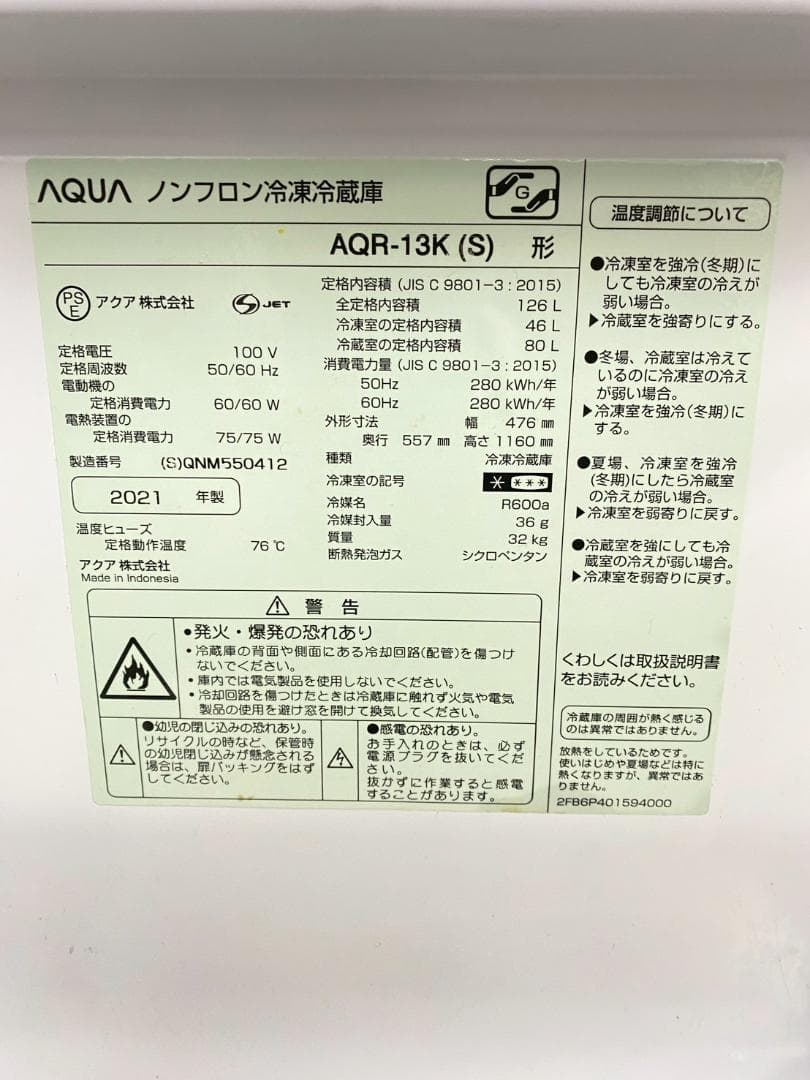 AQUA ノンフロン冷凍冷蔵庫
G
AQR-13K (S) 形
PS E アクア 株式会社 JET
定格電圧 100 V
定格周波数 50/60 Hz
電動機の
定格消費電力 60/60 W
電熱装置の
定格消費電力 75/75 W
製造番号 (S)QNM550412
2021 年製
温度ヒューズ
定格動作温度 76 ℃
アクア 株式会社
Made in Indonesia
定格内容積 (JIS C 9801-3 : 2015)
全定格内容積 126 L
冷凍室の定格内容積 46 L
冷蔵室の定格内容積 80 L
消費電力量 (JIS C 9801-3 : 2015)
50Hz 280 kWh/年
60Hz 280 kWh/年
外形寸法 幅 476 ㎜
奥行 557 ㎜ 高さ 1160 ㎜
種類 冷凍冷蔵庫
冷凍室の記号 * ***
冷媒名 R600a
冷媒封入量 36 g
質量 32 kg
断熱発泡ガス シクロペンタン
⚠ 警告
●発火・爆発の恐れあり
・冷蔵庫の背面や側面にある冷却回路(配管)を傷つけ
ないでください。
・庫内では電気製品を使用しないでください。
・冷却回路を傷つけたときは冷蔵庫に触れず火気や電気
製品の使用を避け窓を開けて換気してください。
●幼児の閉じ込みの恐れあり。
リサイクルの時など、保管時
の幼児閉じ込みが懸念される
場合は、扉パッキングをはず
してください。
●感電の恐れあり。
お手入れのときは、必ず
電源プラグを抜いてくだ
さい。
抜かずに作業すると感電
することがあります。
温度調節について
●冷凍室を強冷(冬期)に
しても冷凍室の冷えが
弱い場合。
▶冷蔵室を強寄りにする。
●冬場、冷蔵室は冷えて
いるのに冷凍室の冷え
が弱い場合。
▶冷凍室を強冷(冬期)に
する。
●夏場、冷凍室を強冷
(冬期)にしたら冷蔵室
の冷えが弱い場合。
▶冷凍室を弱寄りに戻す。
●冷蔵室を強にしても冷
蔵室の冷えが弱い場合。
▶冷凍室を弱寄りに戻す。
くわしくは取扱説明書
をお読みください。
冷蔵庫の周囲が熱く感じる
のは異常ではありません。
放熱をしているためです。
使いはじめや夏場などは特に
熱くなりますが、異常ではあ
りません。
2FB6P401594000